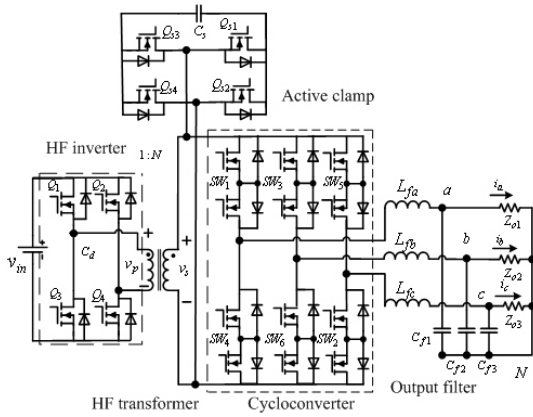 Q_s3
C_s
Q_s1
Q_s4
Q_s2
Active clamp
HF inverter
1:N
Q_1
Q_2
SW_1
SW_3
SW_5
L_fa
a
i_a
Z_o1
+
+
+
C_d
v_in
v_p
v_s
L_fb
b
i_b
Z_o2
Q_3
Q_4
−
L_fc
c
i_c
Z_o3
SW_4
SW_6
SW_2
C_f1
C_f2
C_f3
N
HF transformer
Cycloconverter
Output filter